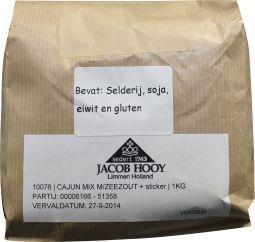 Bevat: Selderij, soja,
eiwit en gluten
sedert 1743
JACOB HOOY
Limmen Holland
10076 | CAJUN MIX M/ZEEZOUT + sticker | 1KG
PARTIJ: 00006166 - 51358
VERVALDATUM: 27-9-2014